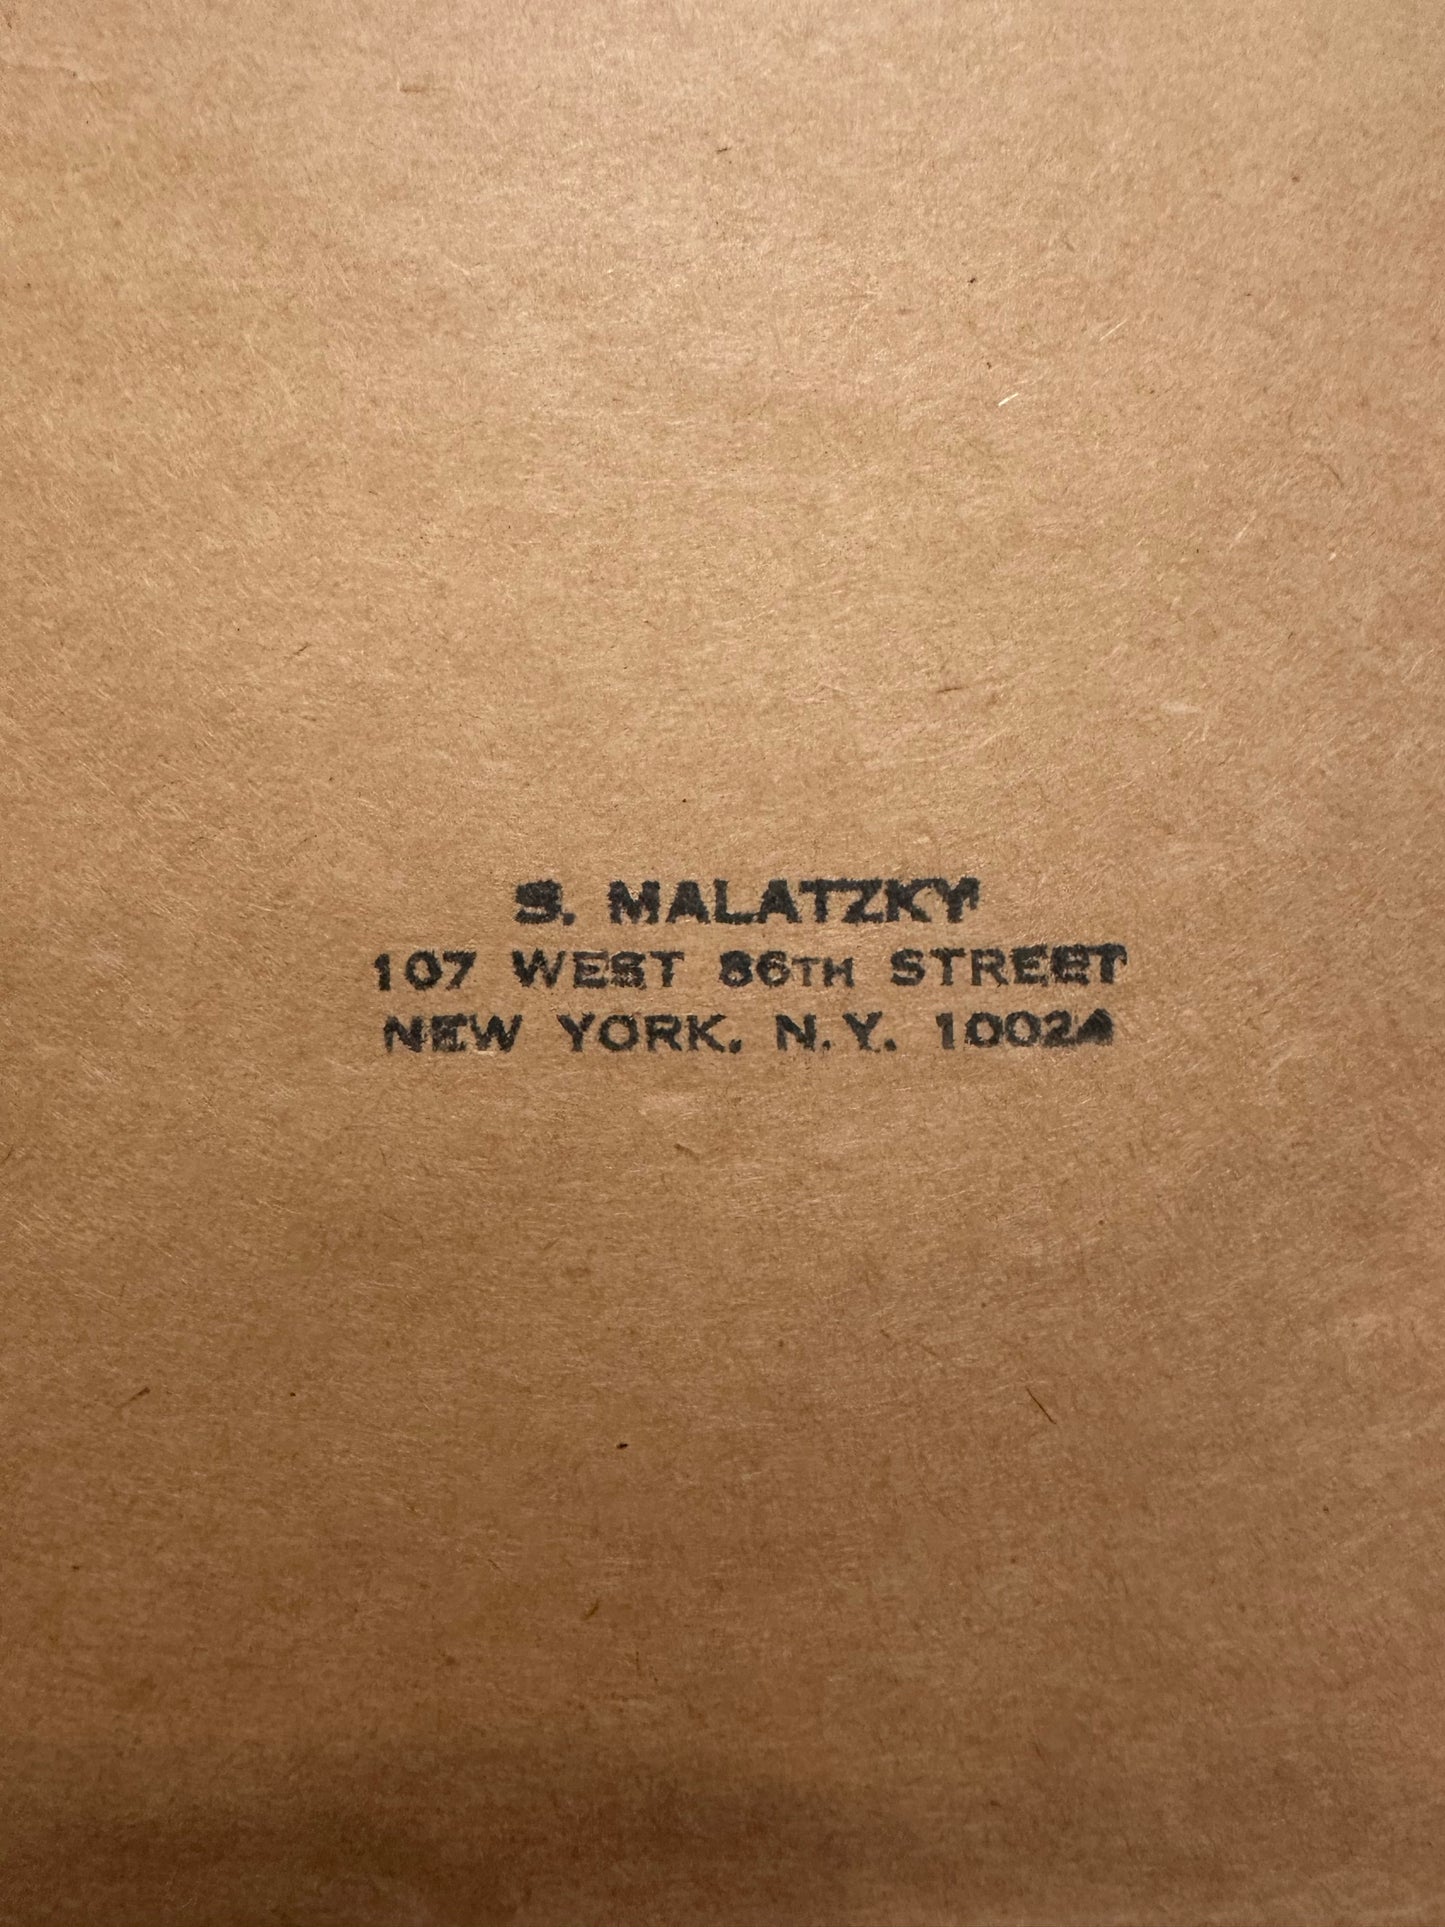 S. MALATZKY
107 WEST 86TH STREET
NEW YORK, N.Y. 10024